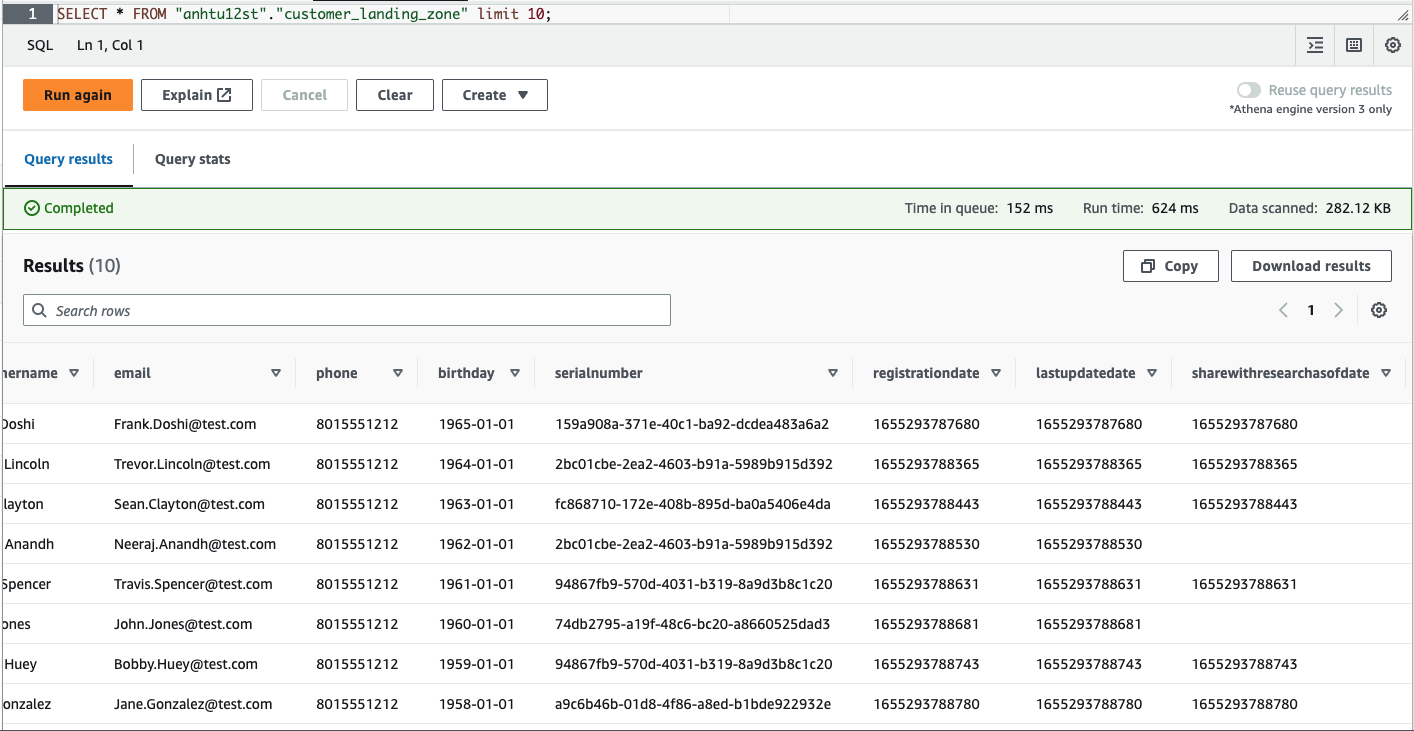 1 SELECT * FROM "anhtu12st"."customer_landing_zone" limit 10;
SQL Ln 1, Col 1
Run again Explain Cancel Clear Create Reuse query results
*Athena engine version 3 only
Query results Query stats
Completed Time in queue: 152 ms Run time: 624 ms Data scanned: 282.12 KB
Results (10) Copy Download results
Search rows 1
nername email phone birthday serialnumber registrationdate lastupdatedate sharewithresearchasofdate
Doshi Frank.Doshi@test.com 8015551212 1965-01-01 159a908a-371e-40c1-ba92-dcdea483a6a2 1655293787680 1655293787680 1655293787680
Lincoln Trevor.Lincoln@test.com 8015551212 1964-01-01 2bc01cbe-2ea2-4603-b91a-5989b915d392 1655293788365 1655293788365 1655293788365
layton Sean.Clayton@test.com 8015551212 1963-01-01 fc868710-172e-408b-895d-ba0a5406e4da 1655293788443 1655293788443 1655293788443
Anandh Neeraj.Anandh@test.com 8015551212 1962-01-01 2bc01cbe-2ea2-4603-b91a-5989b915d392 1655293788530 1655293788530
Spencer Travis.Spencer@test.com 8015551212 1961-01-01 94867fb9-570d-4031-b319-8a9d3b8c1c20 1655293788631 1655293788631 1655293788631
ones John.Jones@test.com 8015551212 1960-01-01 74db2795-a19f-48c6-bc20-a8660525dad3 1655293788681 1655293788681
Huey Bobby.Huey@test.com 8015551212 1959-01-01 94867fb9-570d-4031-b319-8a9d3b8c1c20 1655293788743 1655293788743 1655293788743
onzalez Jane.Gonzalez@test.com 8015551212 1958-01-01 a9c6b46b-01d8-4f86-a8ed-b1bde922932e 1655293788780 1655293788780 1655293788780